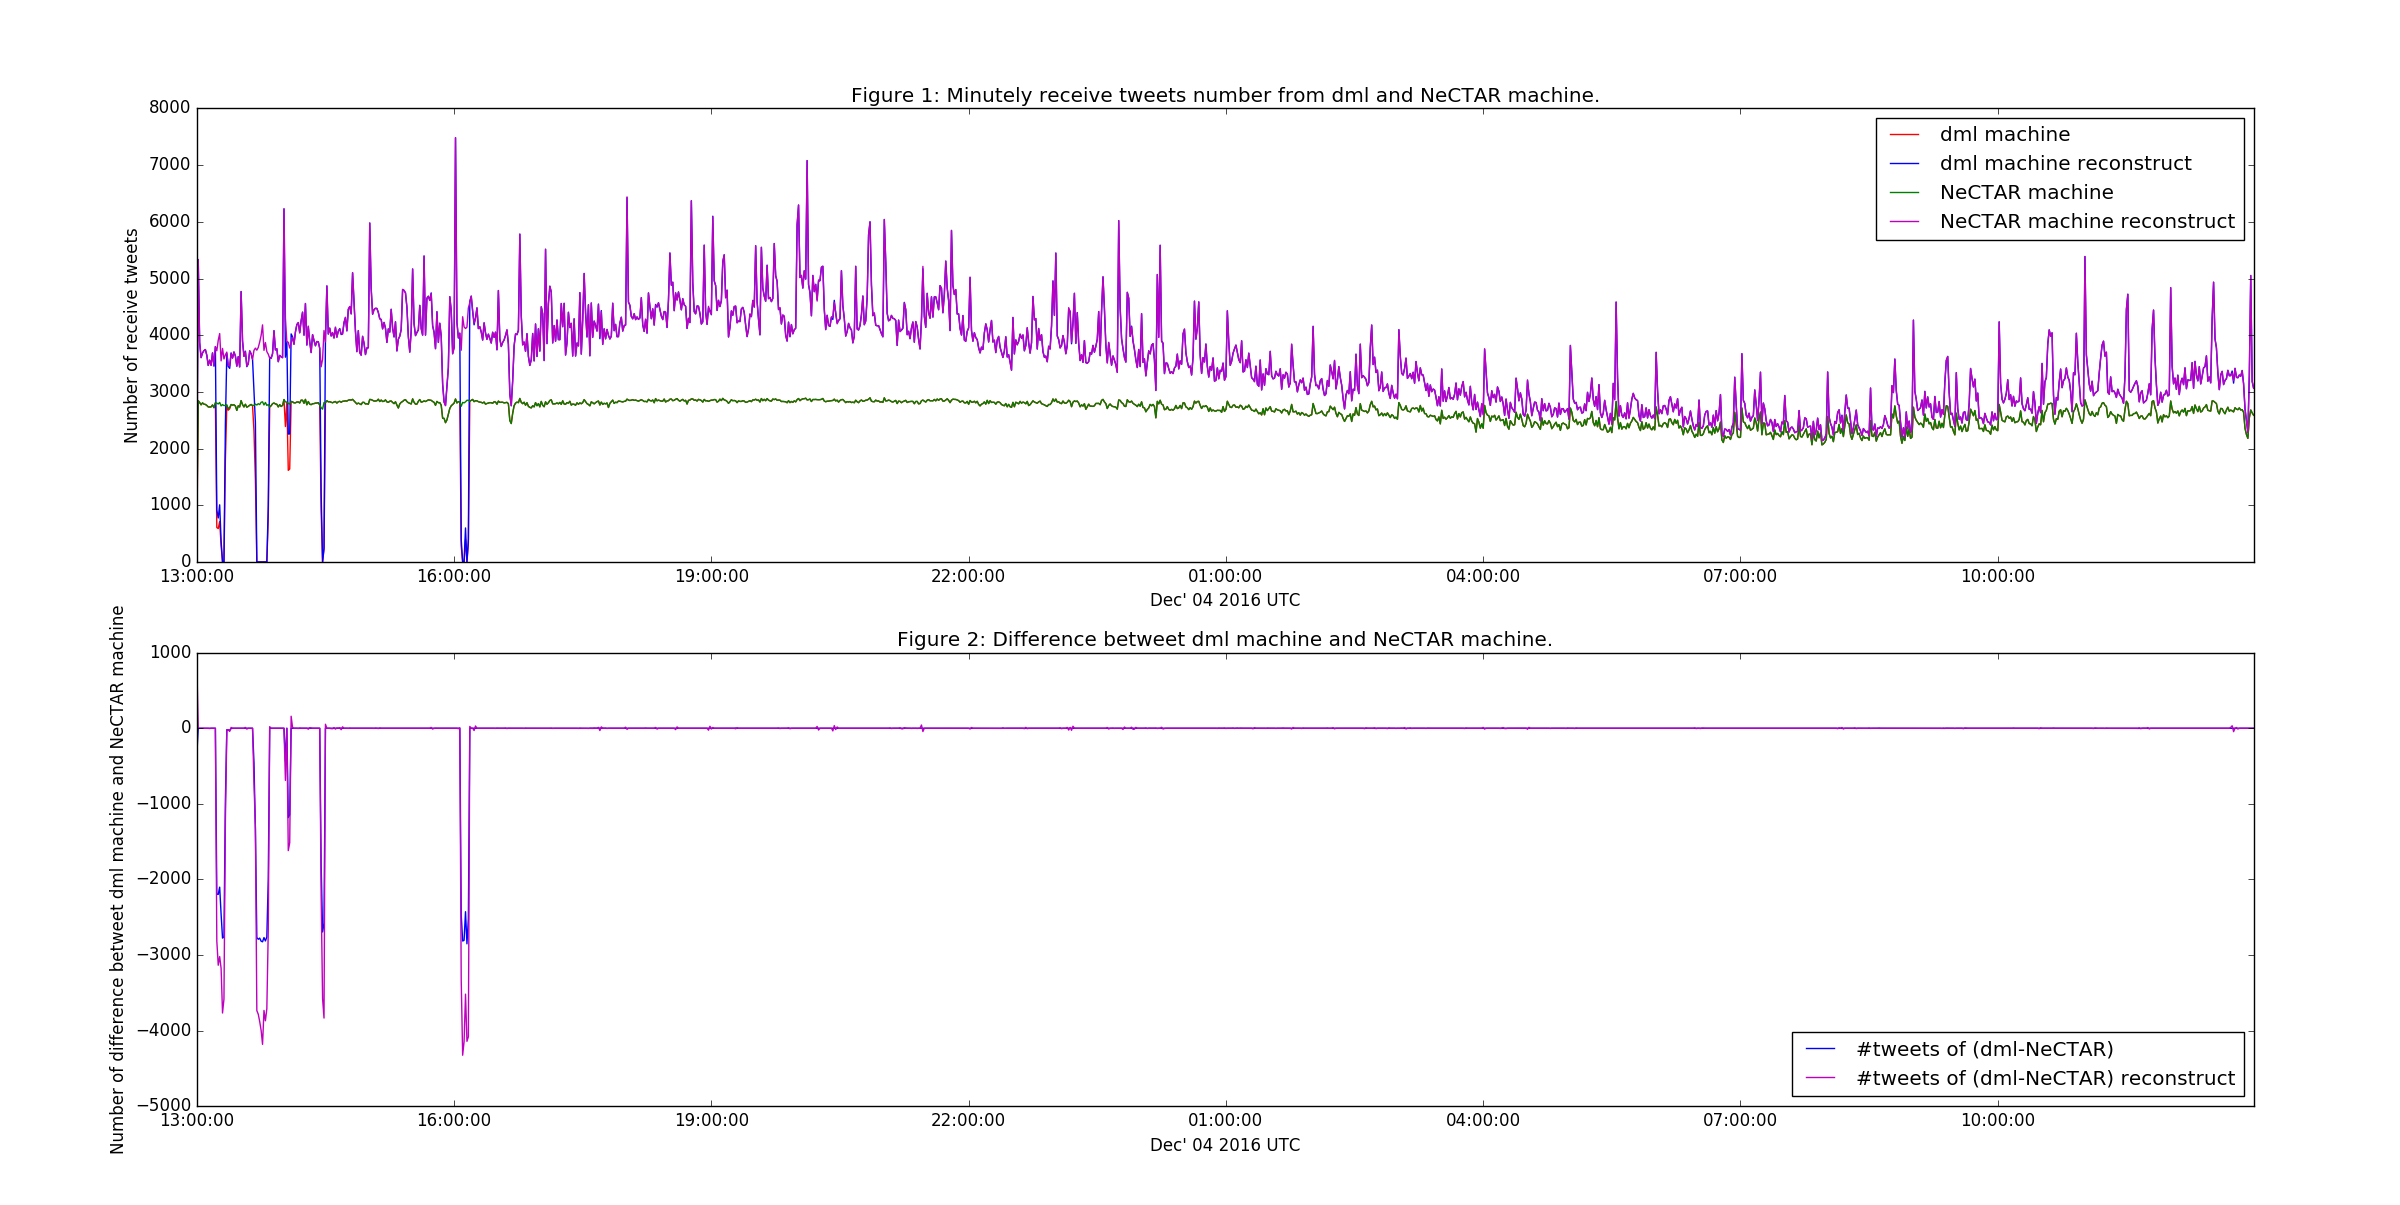 Figure 1: Minutely receive tweets number from dml and NeCTAR machine.
8000
7000
6000
5000
4000
3000
2000
1000
0
Number of receive tweets
dml machine
dml machine reconstruct
NeCTAR machine
NeCTAR machine reconstruct
13:00:00 16:00:00 19:00:00 22:00:00 01:00:00 04:00:00 07:00:00 10:00:00
Dec' 04 2016 UTC
Figure 2: Difference betweet dml machine and NeCTAR machine.
1000
0
−1000
−2000
−3000
−4000
−5000
Number of difference betweet dml machine and NeCTAR machine
#tweets of (dml-NeCTAR)
#tweets of (dml-NeCTAR) reconstruct
13:00:00 16:00:00 19:00:00 22:00:00 01:00:00 04:00:00 07:00:00 10:00:00
Dec' 04 2016 UTC